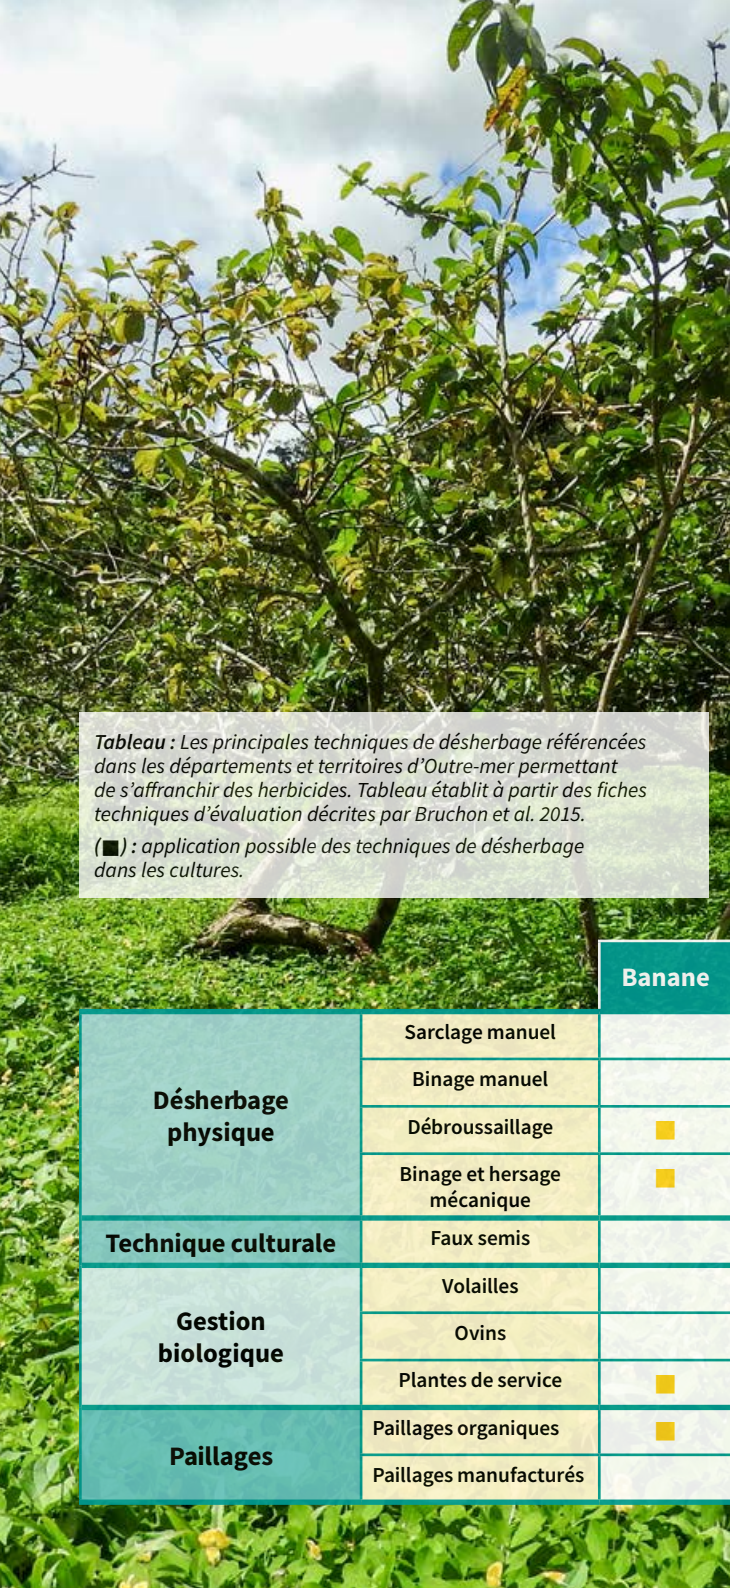 Tableau : Les principales techniques de désherbage référencées
dans les départements et territoires d'Outre-mer permettant
de s'affranchir des herbicides. Tableau établit à partir des fiches
techniques d'évaluation décrites par Bruchon et al. 2015.
(■) : application possible des techniques de désherbage
dans les cultures.
Banane
Désherbage
physique
Sarclage manuel
Binage manuel
Débroussaillage
■
Binage et hersage
mécanique
■
Technique culturale
Faux semis
Gestion
biologique
Volailles
Ovins
Plantes de service
■
Paillages
Paillages organiques
■
Paillages manufacturés